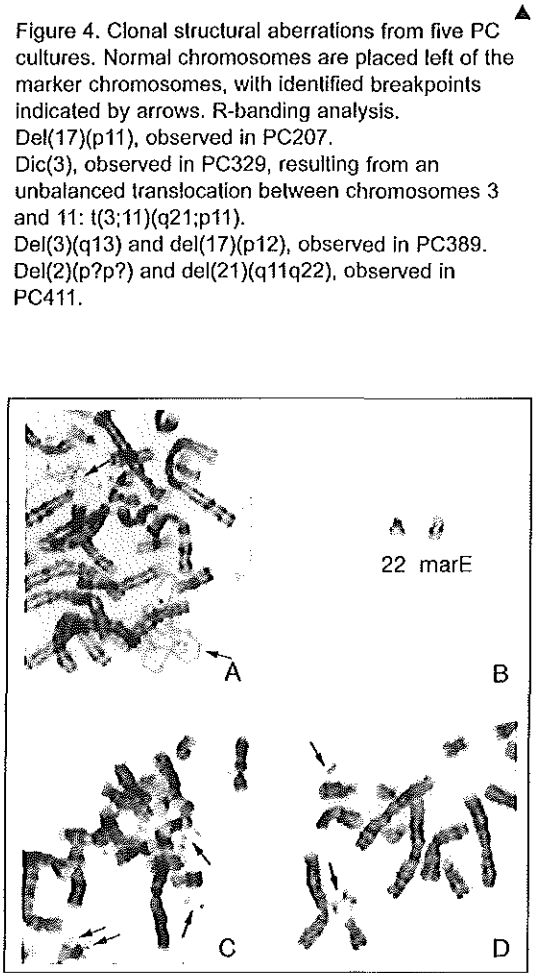 Figure 4. Clonal structural aberrations from five PC
cultures. Normal chromosomes are placed left of the
marker chromosomes, with identified breakpoints
indicated by arrows. R-banding analysis.
Del(17)(p11), observed in PC207.
Dic(3), observed in PC329, resulting from an
unbalanced translocation between chromosomes 3
and 11: t(3;11)(q21;p11).
Del(3)(q13) and del(17)(p12), observed in PC389.
Del(2)(p?p?) and del(21)(q11q22), observed in
PC411.
22 marE
A
B
C
D